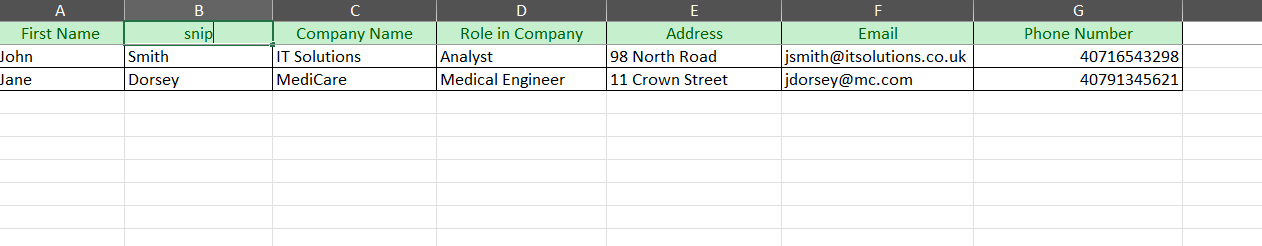 A B C D E F G
First Name snip Company Name Role in Company Address Email Phone Number
John Smith IT Solutions Analyst 98 North Road jsmith@itsolutions.co.uk 40716543298
Jane Dorsey MediCare Medical Engineer 11 Crown Street jdorsey@mc.com 40791345621